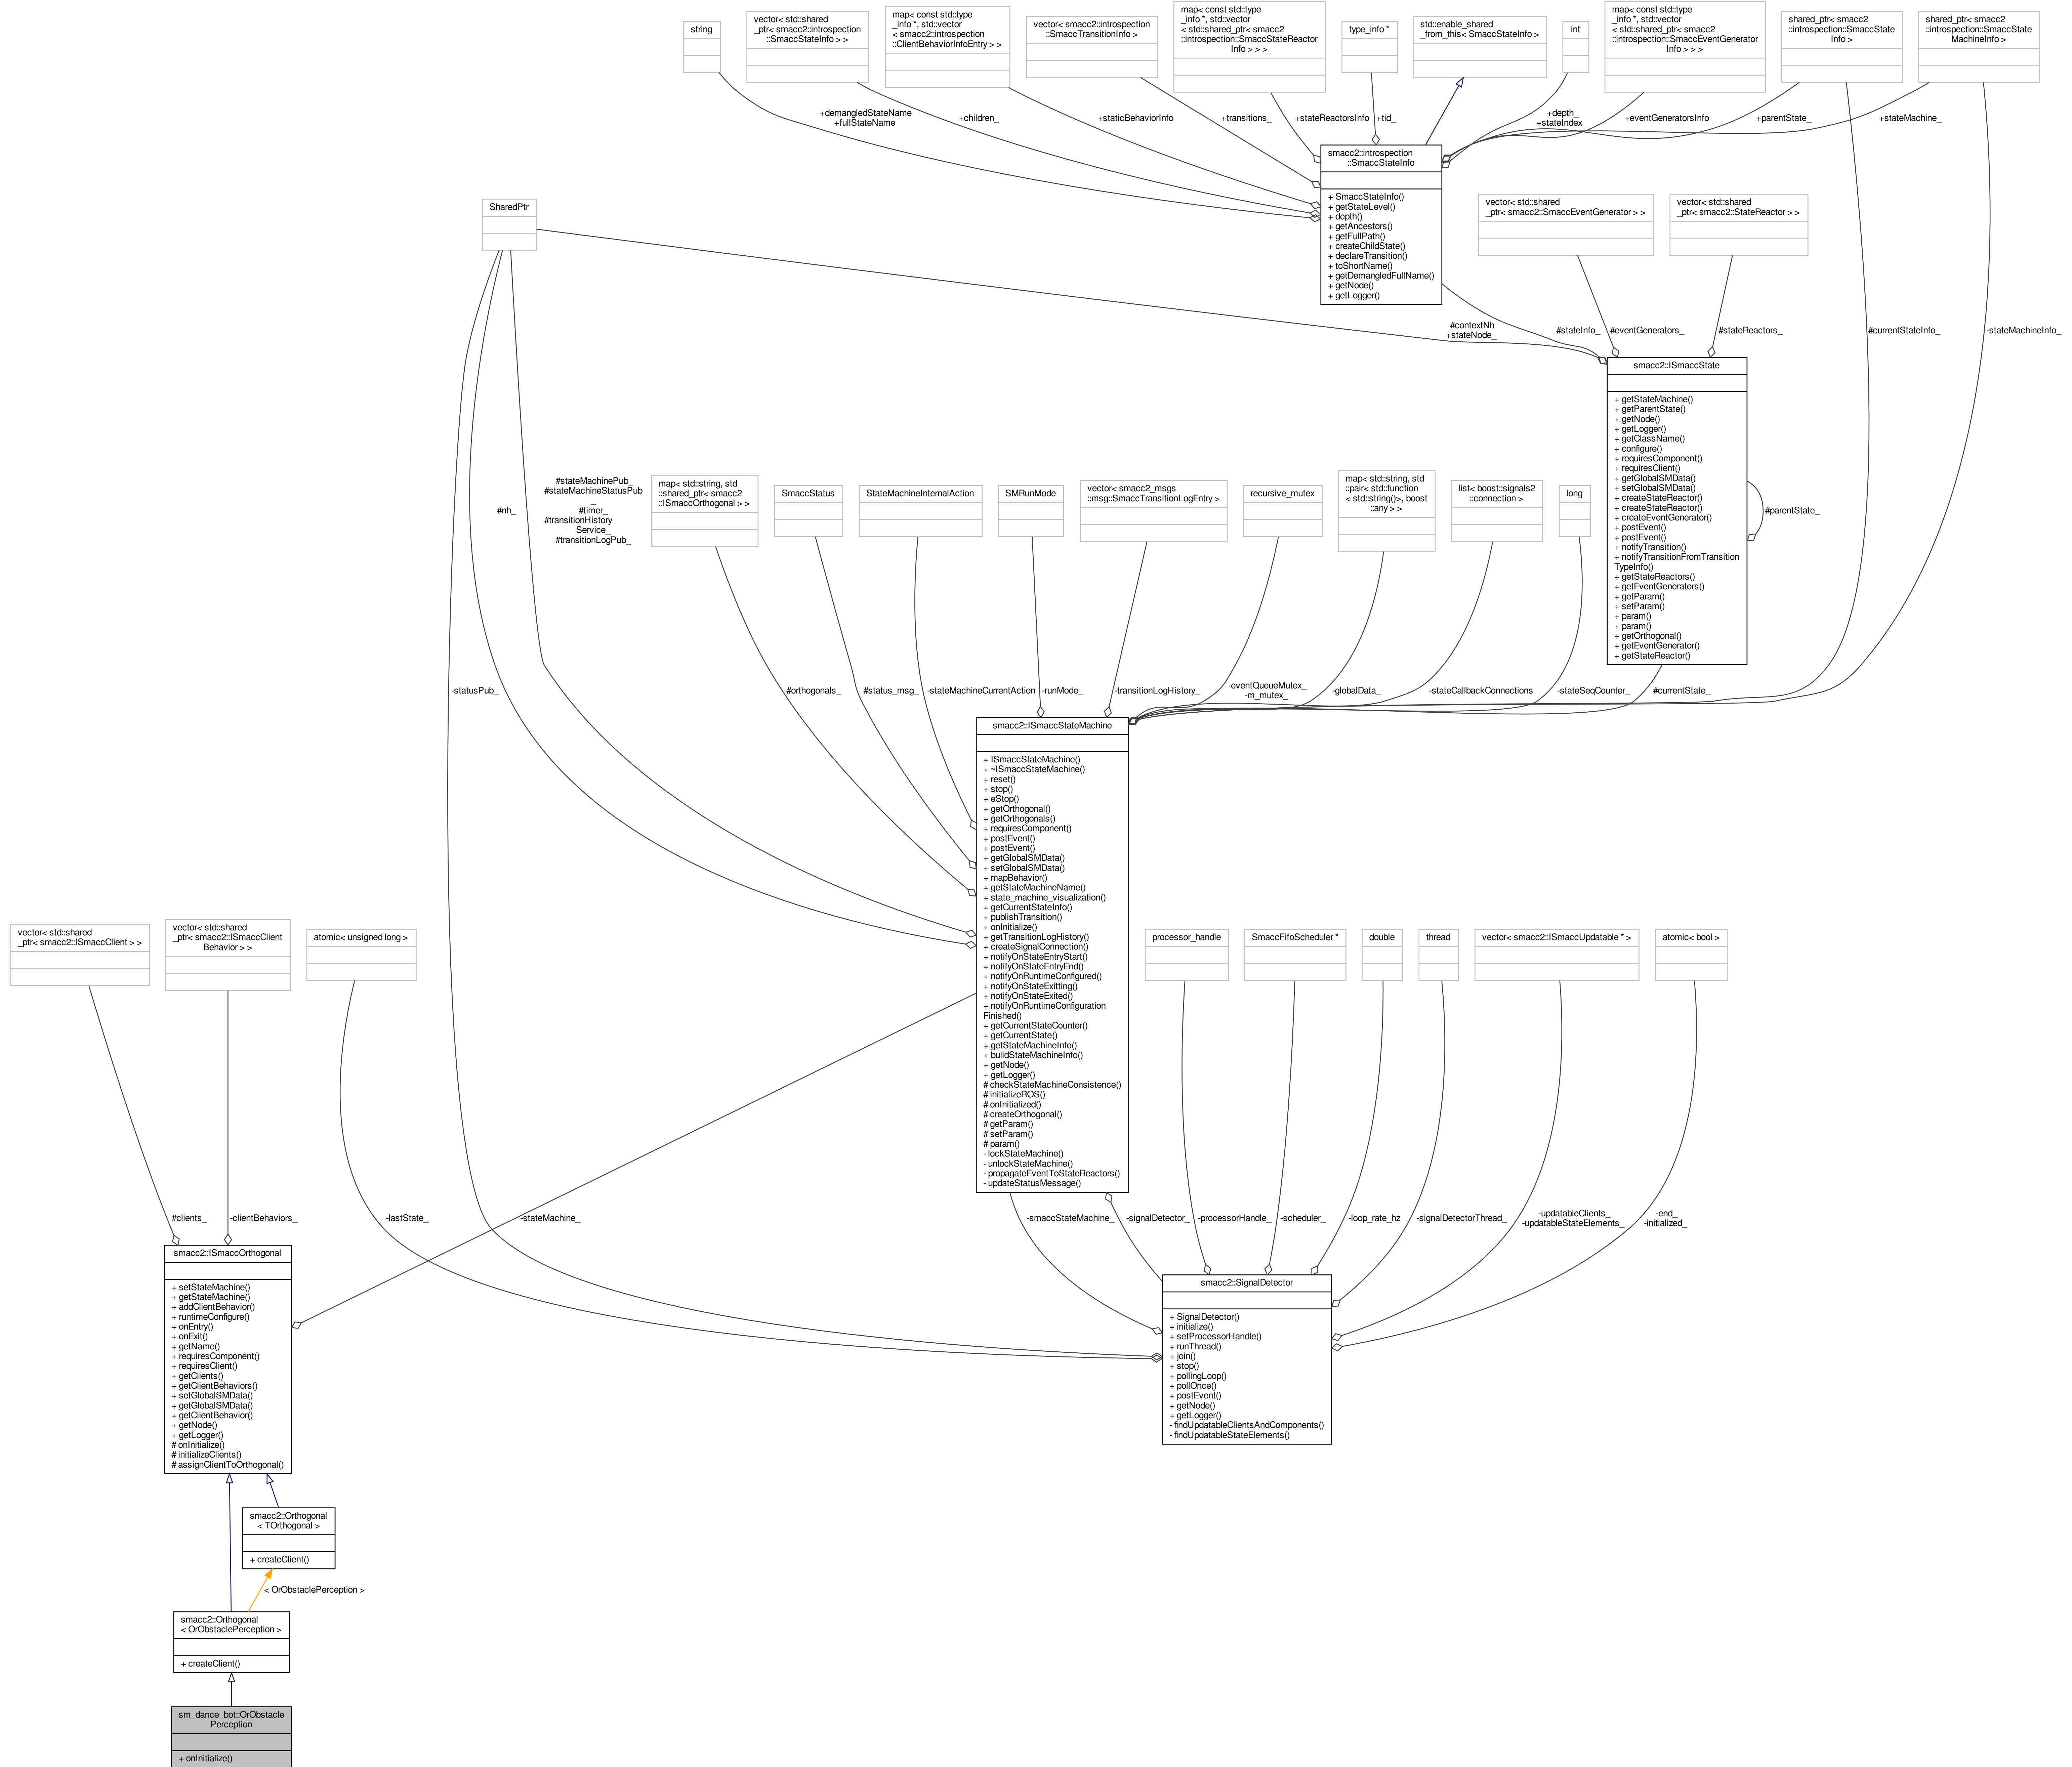 string
vector< std::shared
_ptr< smacc2::introspection
::SmaccStateInfo > >
map< const std::type
_info *, std::vector
< smacc2::introspection
::ClientBehaviorInfoEntry > >
vector< smacc2::introspection
::SmaccTransitionInfo >
map< const std::type
_info *, std::vector
< std::shared_ptr< smacc2
::introspection::SmaccStateReactor
Info > > >
type_info *
std::enable_shared
_from_this< SmaccStateInfo >
int
map< const std::type
_info *, std::vector
< std::shared_ptr< smacc2
::introspection::SmaccEventGenerator
Info > > >
shared_ptr< smacc2
::introspection::SmaccState
Info >
shared_ptr< smacc2
::introspection::SmaccState
MachineInfo >
+demangledStateName
+fullStateName
+children_
+staticBehaviorInfo
+transitions_
+stateReactorsInfo
+tid_
+depth_
+stateIndex_
+eventGeneratorsInfo
+parentState_
+stateMachine_
smacc2::introspection
::SmaccStateInfo
+ SmaccStateInfo()
+ getStateLevel()
+ depth()
+ getAncestors()
+ getFullPath()
+ createChildState()
+ declareTransition()
+ toShortName()
+ getDemangledFullName()
+ getNode()
+ getLogger()
SharedPtr
vector< std::shared
_ptr< smacc2::SmaccEventGenerator > >
vector< std::shared
_ptr< smacc2::StateReactor > >
#contextNh
+stateNode_
#stateInfo_
#eventGenerators_
#stateReactors_
#currentStateInfo_
-stateMachineInfo_
smacc2::ISmaccState
+ getStateMachine()
+ getParentState()
+ getNode()
+ getLogger()
+ getClassName()
+ configure()
+ requiresComponent()
+ requiresClient()
+ getGlobalSMData()
+ setGlobalSMData()
+ createStateReactor()
+ createStateReactor()
+ createEventGenerator()
+ postEvent()
+ postEvent()
+ notifyTransition()
+ notifyTransitionFromTransition
TypeInfo()
+ getStateReactors()
+ getEventGenerators()
+ getParam()
+ setParam()
+ param()
+ param()
+ getOrthogonal()
+ getEventGenerator()
+ getStateReactor()
#parentState_
#nh_
#stateMachinePub_
#stateMachineStatusPub
_
#timer_
#transitionHistory
Service_
#transitionLogPub_
map< std::string, std
::shared_ptr< smacc2
::ISmaccOrthogonal > >
SmaccStatus
StateMachineInternalAction
SMRunMode
vector< smacc2_msgs
::msg::SmaccTransitionLogEntry >
recursive_mutex
map< std::string, std
::pair< std::function
< std::string()>, boost
::any > >
list< boost::signals2
::connection >
long
-statusPub_
#orthogonals_
#status_msg_
-stateMachineCurrentAction
-runMode_
-transitionLogHistory_
-eventQueueMutex_
-m_mutex_
-globalData_
-stateCallbackConnections
-stateSeqCounter_
#currentState_
smacc2::ISmaccStateMachine
+ ISmaccStateMachine()
+ ~ISmaccStateMachine()
+ reset()
+ stop()
+ eStop()
+ getOrthogonal()
+ getOrthogonals()
+ requiresComponent()
+ postEvent()
+ postEvent()
+ getGlobalSMData()
+ setGlobalSMData()
+ mapBehavior()
+ getStateMachineName()
+ state_machine_visualization()
+ getCurrentStateInfo()
+ publishTransition()
+ onInitialize()
+ getTransitionLogHistory()
+ createSignalConnection()
+ notifyOnStateEntryStart()
+ notifyOnStateEntryEnd()
+ notifyOnRuntimeConfigured()
+ notifyOnStateExitting()
+ notifyOnStateExited()
+ notifyOnRuntimeConfiguration
Finished()
+ getCurrentStateCounter()
+ getCurrentState()
+ getStateMachineInfo()
+ buildStateMachineInfo()
+ getNode()
+ getLogger()
# checkStateMachineConsistence()
# initializeROS()
# onInitialized()
# createOrthogonal()
# getParam()
# setParam()
# param()
- lockStateMachine()
- unlockStateMachine()
- propagateEventToStateReactors()
- updateStatusMessage()
vector< std::shared
_ptr< smacc2::ISmaccClient > >
vector< std::shared
_ptr< smacc2::ISmaccClient
Behavior > >
atomic< unsigned long >
processor_handle
SmaccFifoScheduler *
double
thread
vector< smacc2::ISmaccUpdatable * >
atomic< bool >
#clients_
-clientBehaviors_
-lastState_
-stateMachine_
-smaccStateMachine_
-signalDetector_
-processorHandle_
-scheduler_
-loop_rate_hz
-signalDetectorThread_
-updatableClients_
-updatableStateElements_
-end_
-initialized_
smacc2::ISmaccOrthogonal
+ setStateMachine()
+ getStateMachine()
+ addClientBehavior()
+ runtimeConfigure()
+ onEntry()
+ onExit()
+ getName()
+ requiresComponent()
+ requiresClient()
+ getClients()
+ getClientBehaviors()
+ setGlobalSMData()
+ getGlobalSMData()
+ getClientBehavior()
+ getNode()
+ getLogger()
# onInitialize()
# initializeClients()
# assignClientToOrthogonal()
smacc2::SignalDetector
+ SignalDetector()
+ initialize()
+ setProcessorHandle()
+ runThread()
+ join()
+ stop()
+ pollingLoop()
+ pollOnce()
+ postEvent()
+ getNode()
+ getLogger()
- findUpdatableClientsAndComponents()
- findUpdatableStateElements()
smacc2::Orthogonal
< TOrthogonal >
+ createClient()
< OrObstaclePerception >
smacc2::Orthogonal
< OrObstaclePerception >
+ createClient()
sm_dance_bot::OrObstacle
Perception
+ onInitialize()